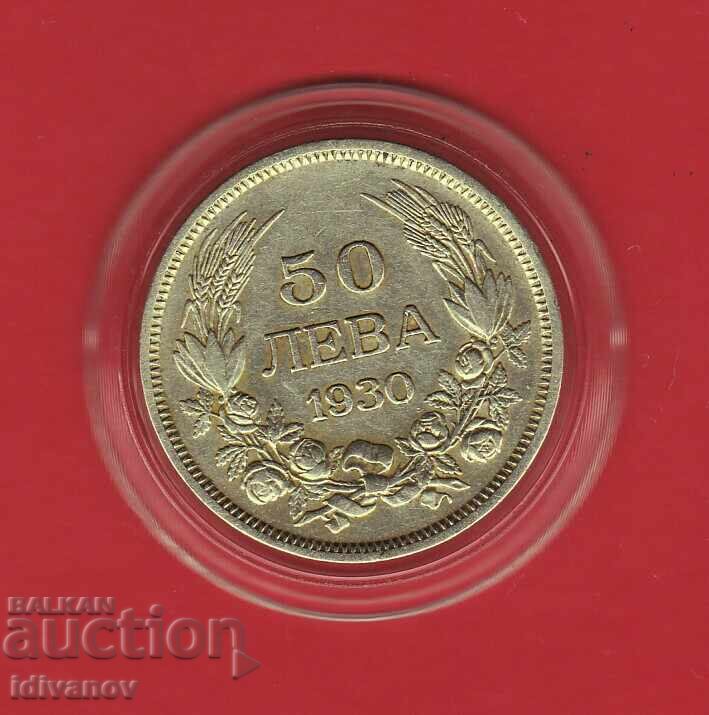 50
ЛЕВА
1930
BALKAN
auction
idivanov